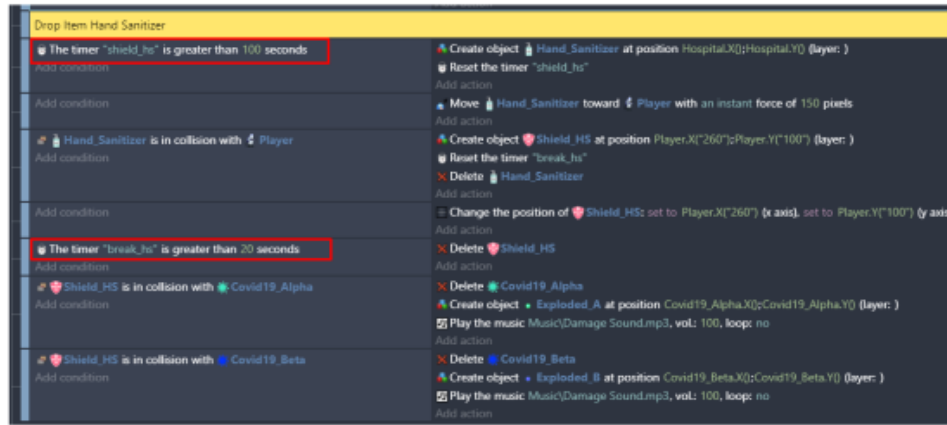 Drop Item Hand Sanitizer
The timer "shield_hs" is greater than 100 seconds
Add condition
Create object Hand_Sanitizer at position Hospital.X();Hospital.Y() (layer: )
Reset the timer "shield_hs"
Add action
Add condition
Move Hand_Sanitizer toward Player with an instant force of 150 pixels
Add action
Hand_Sanitizer is in collision with Player
Add condition
Create object Shield_HS at position Player.X("260");Player.Y("100") (layer: )
Reset the timer "break_hs"
Delete Hand_Sanitizer
Add action
Add condition
Change the position of Shield_HS: set to Player.X("260") (x axis), set to Player.Y("100") (y axis
Add action
The timer "break_hs" is greater than 20 seconds
Add condition
Delete Shield_HS
Add action
Shield_HS is in collision with Covid19_Alpha
Add condition
Delete Covid19_Alpha
Create object Exploded_A at position Covid19_Alpha.X();Covid19_Alpha.Y() (layer: )
Play the music Music\Damage Sound.mp3, vol.: 100, loop: no
Add action
Shield_HS is in collision with Covid19_Beta
Add condition
Delete Covid19_Beta
Create object Exploded_B at position Covid19_Beta.X();Covid19_Beta.Y() (layer: )
Play the music Music\Damage Sound.mp3, vol.: 100, loop: no
Add action